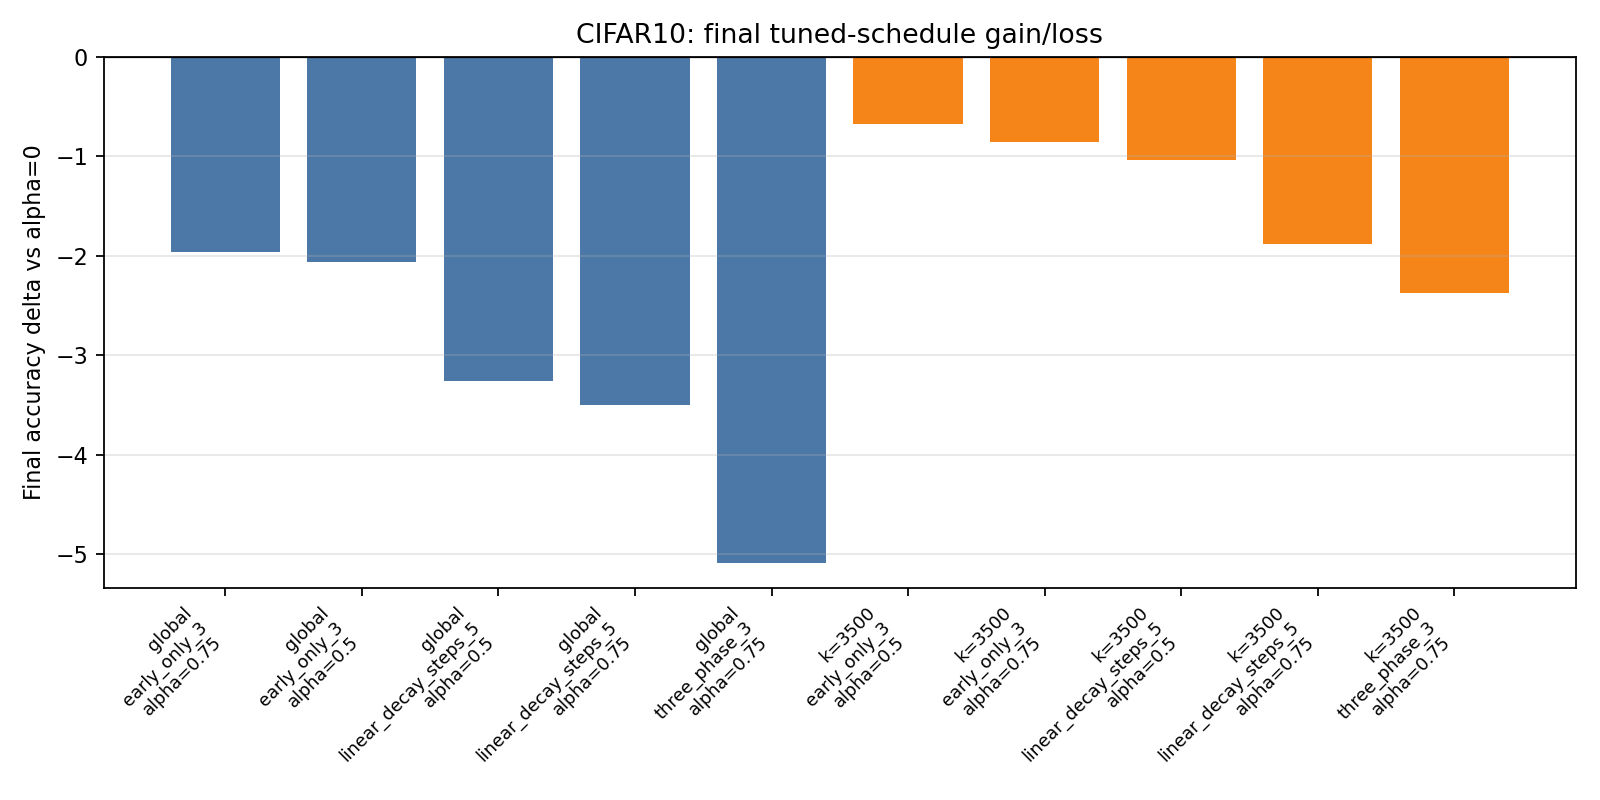 CIFAR10: final tuned-schedule gain/loss
Final accuracy delta vs alpha=0
0
−1
−2
−3
−4
−5
global
early_only_3
alpha=0.75
global
early_only_3
alpha=0.5
global
linear_decay_steps_5
alpha=0.5
global
linear_decay_steps_5
alpha=0.75
global
three_phase_3
alpha=0.75
k=3500
early_only_3
alpha=0.5
k=3500
early_only_3
alpha=0.75
k=3500
linear_decay_steps_5
alpha=0.5
k=3500
linear_decay_steps_5
alpha=0.75
k=3500
three_phase_3
alpha=0.75